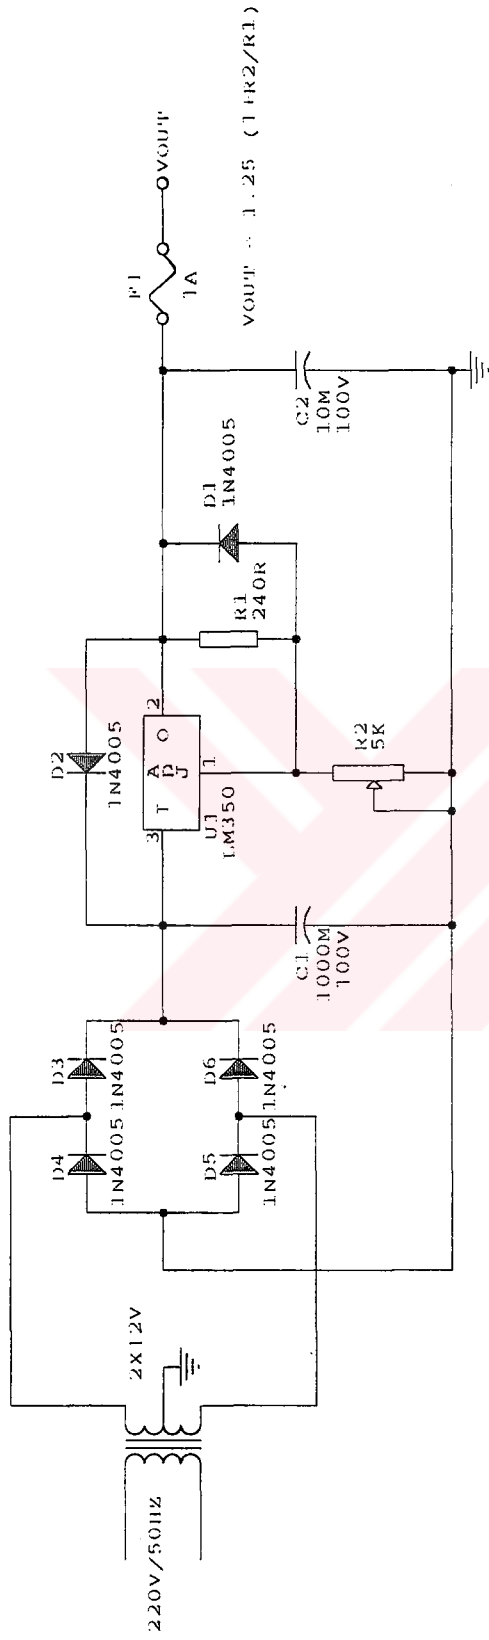 220V/50HZ
2X12V
D4
1N4005
D3
1N4005
D5
1N4005
D6
1N4005
C1
1000M
100V
D2
1N4005
3
I
ADJ
O
2
1
U1
LM350
R2
5K
R1
240R
D1
1N4005
C2
10M
100V
F1
1A
VOUT
VOUT = 1.25 (1+R2/R1)